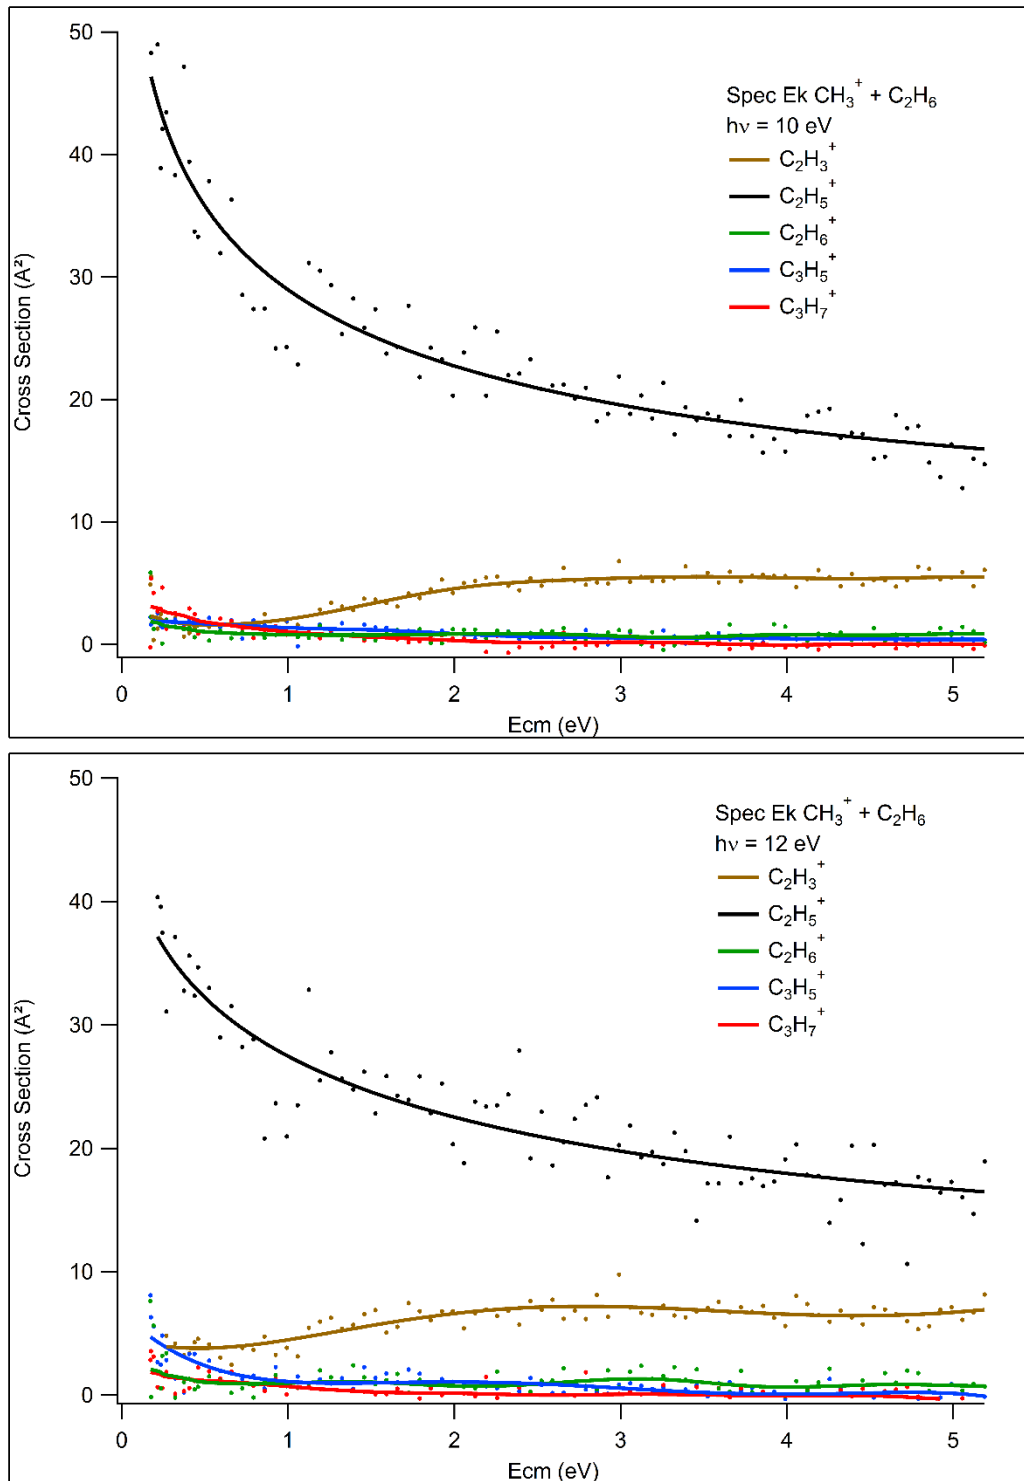 50
40
30
20
10
0
Cross Section (A²)
Spec Ek CH₃⁺ + C₂H₆
hν = 10 eV
C₂H₃⁺
C₂H₅⁺
C₂H₆⁺
C₃H₅⁺
C₃H₇⁺
0 1 2 3 4 5
Ecm (eV)
50
40
30
20
10
0
Cross Section (A²)
Spec Ek CH₃⁺ + C₂H₆
hν = 12 eV
C₂H₃⁺
C₂H₅⁺
C₂H₆⁺
C₃H₅⁺
C₃H₇⁺
0 1 2 3 4 5
Ecm (eV)